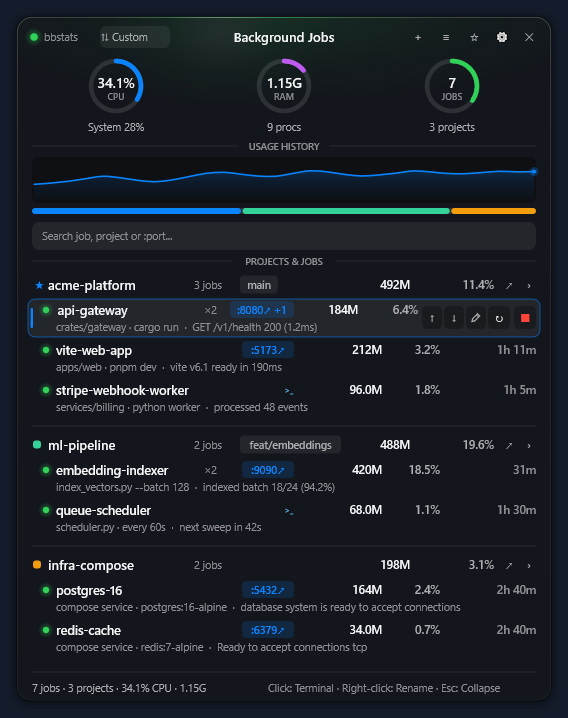 bbstats
Custom
Background Jobs
34.1%
CPU
System 28%
1.15G
RAM
9 procs
7
JOBS
3 projects
USAGE HISTORY
Search job, project or :port...
PROJECTS & JOBS
acme-platform 3 jobs main 492M 11.4%
api-gateway ×2 :8080↗ +1 184M 6.4%
crates/gateway · cargo run · GET /v1/health 200 (1.2ms)
vite-web-app :5173↗ 212M 3.2% 1h 11m
apps/web · pnpm dev · vite v6.1 ready in 190ms
stripe-webhook-worker >_ 96.0M 1.8% 1h 5m
services/billing · python worker · processed 48 events
ml-pipeline 2 jobs feat/embeddings 488M 19.6%
embedding-indexer ×2 :9090↗ 420M 18.5% 31m
index_vectors.py --batch 128 · indexed batch 18/24 (94.2%)
queue-scheduler >_ 68.0M 1.1% 1h 30m
scheduler.py · every 60s · next sweep in 42s
infra-compose 2 jobs 198M 3.1%
postgres-16 :5432↗ 164M 2.4% 2h 40m
compose service · postgres:16-alpine · database system is ready to accept connections
redis-cache :6379↗ 34.0M 0.7% 2h 40m
compose service · redis:7-alpine · Ready to accept connections tcp
7 jobs · 3 projects · 34.1% CPU · 1.15G
Click: Terminal · Right-click: Rename · Esc: Collapse